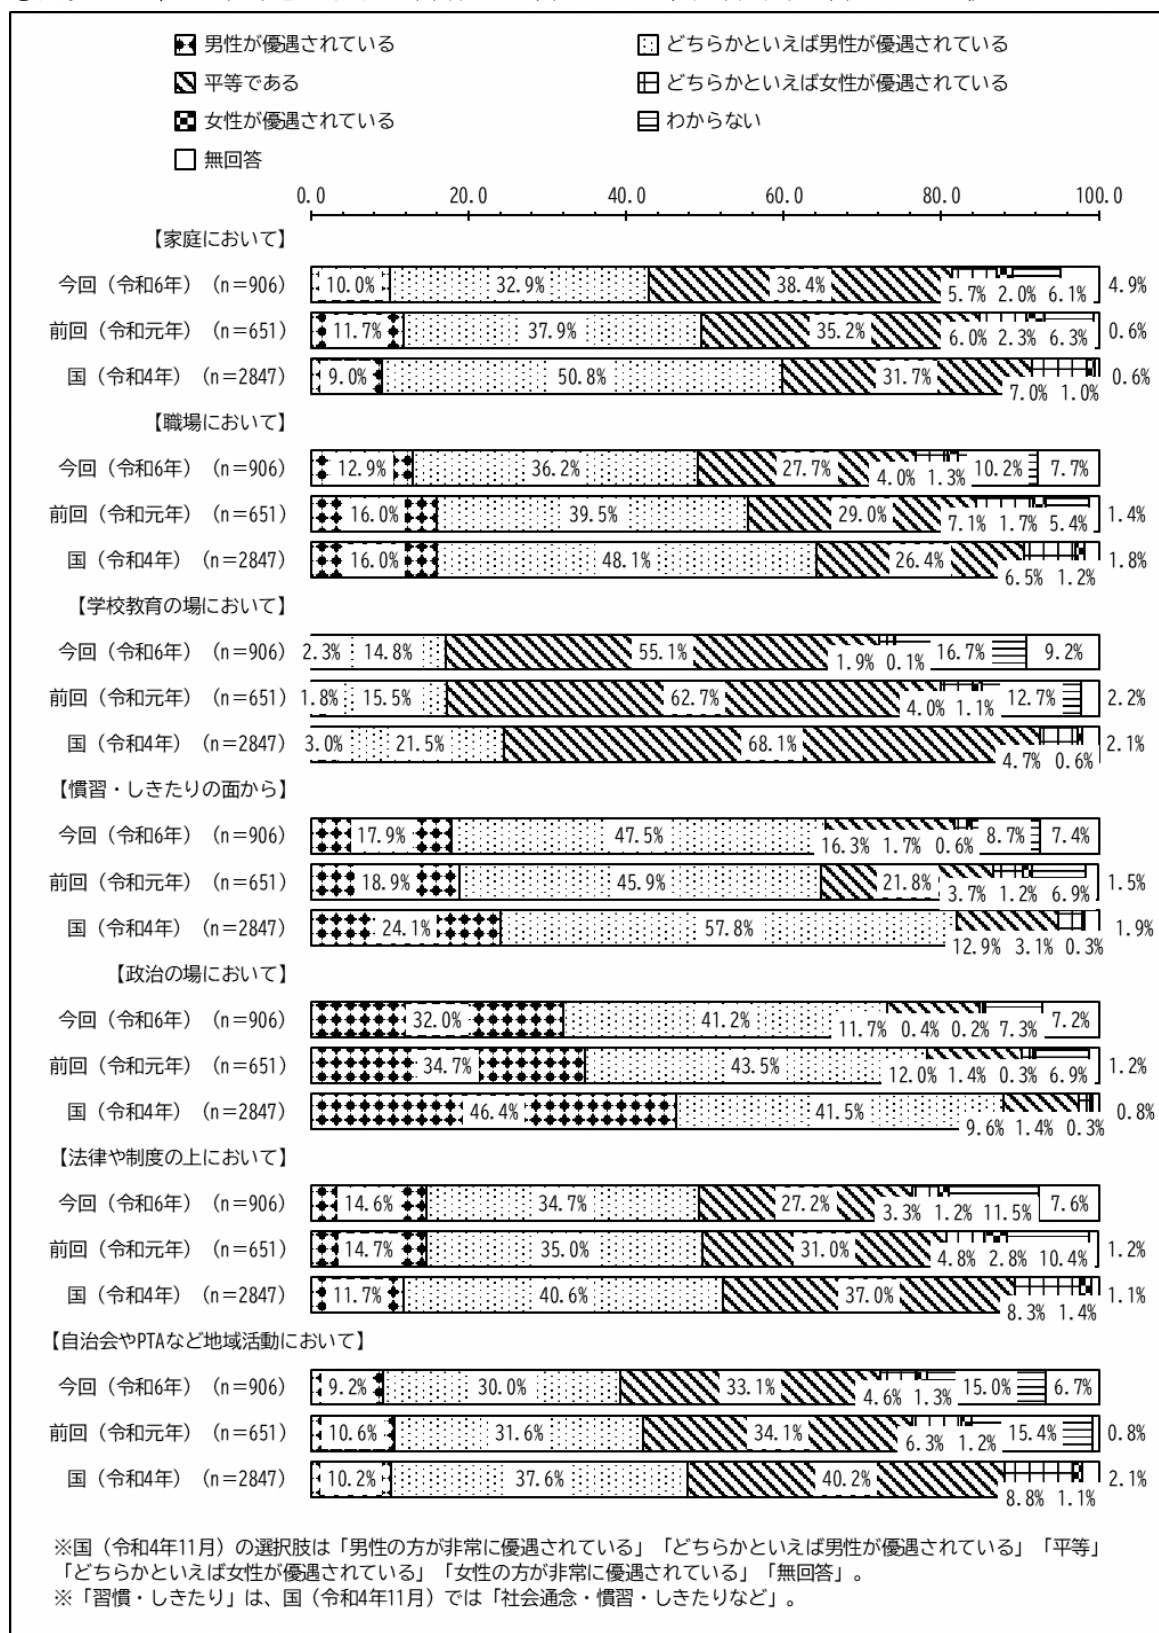 男性が優遇されている どちらかといえば男性が優遇されている
平等である どちらかといえば女性が優遇されている
女性が優遇されている わからない
無回答
0.0 20.0 40.0 60.0 80.0 100.0
【家庭において】
今回（令和6年）（n＝906） 10.0% 32.9% 38.4% 5.7% 2.0% 6.1% 4.9%
前回（令和元年）（n＝651） 11.7% 37.9% 35.2% 6.0% 2.3% 6.3% 0.6%
国（令和4年）（n＝2847） 9.0% 50.8% 31.7% 7.0% 1.0% 0.6%
【職場において】
今回（令和6年）（n＝906） 12.9% 36.2% 27.7% 4.0% 1.3% 10.2% 7.7%
前回（令和元年）（n＝651） 16.0% 39.5% 29.0% 7.1% 1.7% 5.4% 1.4%
国（令和4年）（n＝2847） 16.0% 48.1% 26.4% 6.5% 1.2% 1.8%
【学校教育の場において】
今回（令和6年）（n＝906） 2.3% 14.8% 55.1% 1.9% 0.1% 16.7% 9.2%
前回（令和元年）（n＝651） 1.8% 15.5% 62.7% 4.0% 1.1% 12.7% 2.2%
国（令和4年）（n＝2847） 3.0% 21.5% 68.1% 4.7% 0.6% 2.1%
【慣習・しきたりの面から】
今回（令和6年）（n＝906） 17.9% 47.5% 16.3% 1.7% 0.6% 8.7% 7.4%
前回（令和元年）（n＝651） 18.9% 45.9% 21.8% 3.7% 1.2% 6.9% 1.5%
国（令和4年）（n＝2847） 24.1% 57.8% 12.9% 3.1% 0.3% 1.9%
【政治の場において】
今回（令和6年）（n＝906） 32.0% 41.2% 11.7% 0.4% 0.2% 7.3% 7.2%
前回（令和元年）（n＝651） 34.7% 43.5% 12.0% 1.4% 0.3% 6.9% 1.2%
国（令和4年）（n＝2847） 46.4% 41.5% 9.6% 1.4% 0.3% 0.8%
【法律や制度の上において】
今回（令和6年）（n＝906） 14.6% 34.7% 27.2% 3.3% 1.2% 11.5% 7.6%
前回（令和元年）（n＝651） 14.7% 35.0% 31.0% 4.8% 2.8% 10.4% 1.2%
国（令和4年）（n＝2847） 11.7% 40.6% 37.0% 8.3% 1.4% 1.1%
【自治会やPTAなど地域活動において】
今回（令和6年）（n＝906） 9.2% 30.0% 33.1% 4.6% 1.3% 15.0% 6.7%
前回（令和元年）（n＝651） 10.6% 31.6% 34.1% 6.3% 1.2% 15.4% 0.8%
国（令和4年）（n＝2847） 10.2% 37.6% 40.2% 8.8% 1.1% 2.1%
※国（令和4年11月）の選択肢は「男性の方が非常に優遇されている」「どちらかといえば男性が優遇されている」「平等」
「どちらかといえば女性が優遇されている」「女性の方が非常に優遇されている」「無回答」。
※「習慣・しきたり」は、国（令和4年11月）では「社会通念・慣習・しきたりなど」。